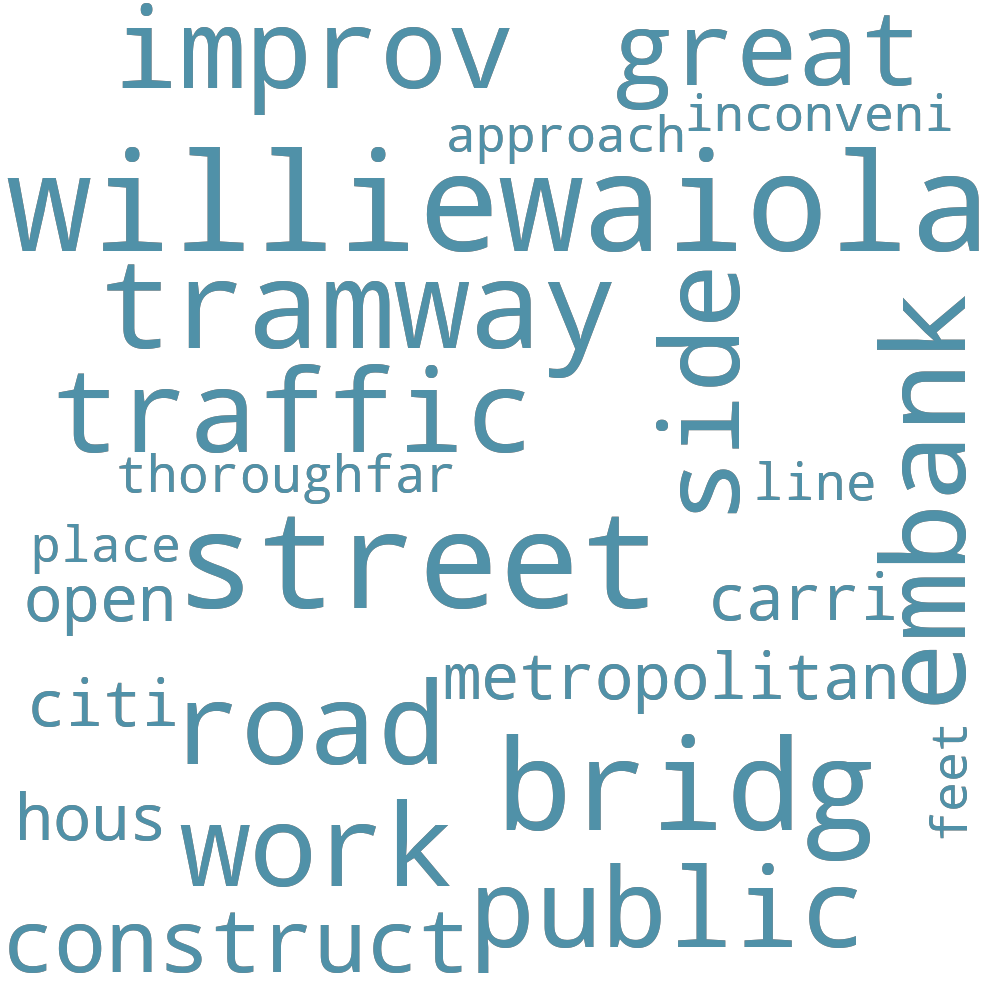 improv great
approach inconveni
williewaiola
tramway
side
embank
traffic
thoroughfar
line
place street
open
carri
citi road metropolitan
bridg
feet
hous work
construct public